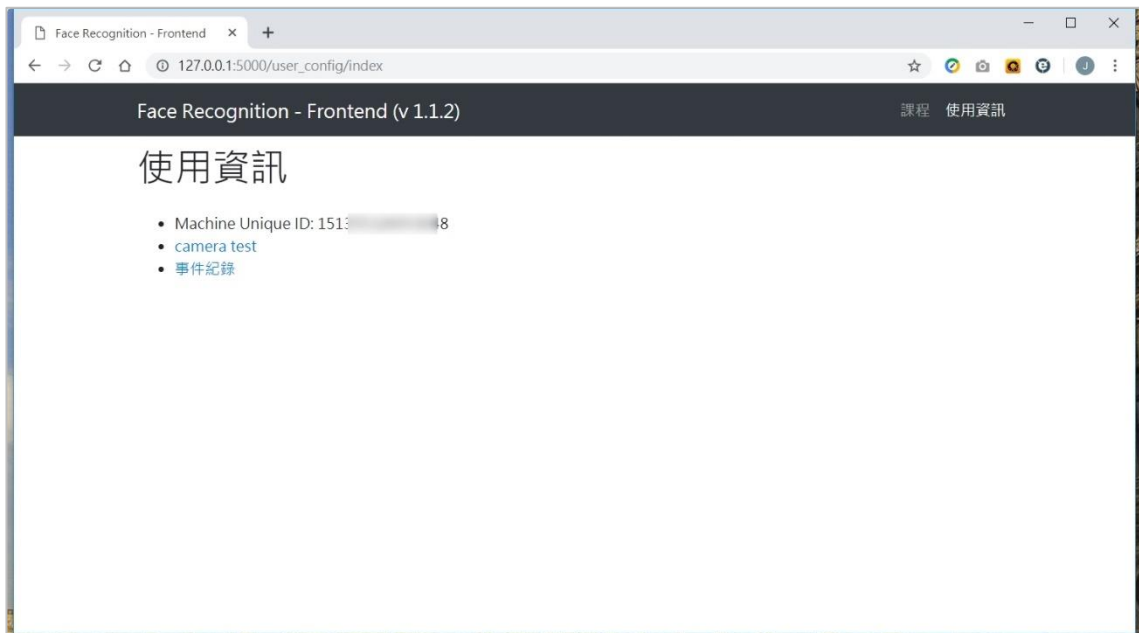 Face Recognition - Frontend
127.0.0.1:5000/user_config/index
J
Face Recognition - Frontend (v 1.1.2)
課程 使用資訊
使用資訊
Machine Unique ID: 151
camera test
事件紀錄